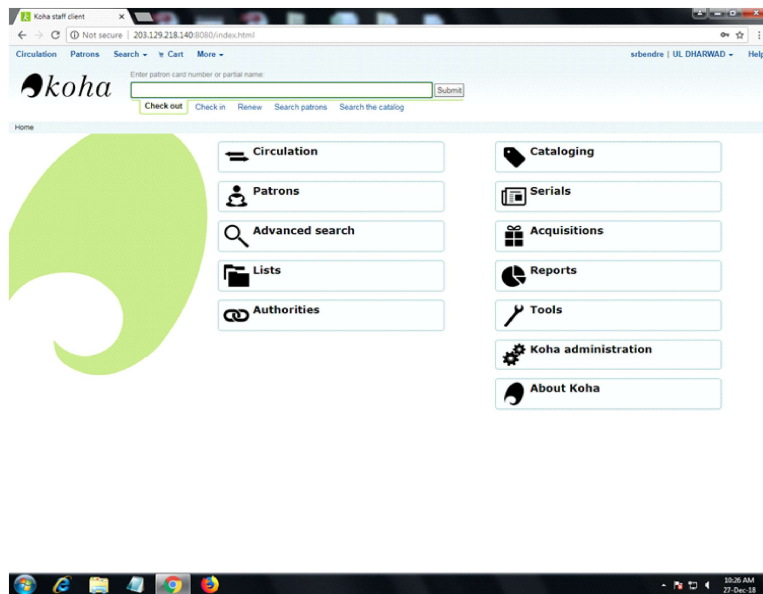 Koha staff client
Not secure | 203.129.218.140:8080/index.html
Circulation Patrons Search Cart More srbendre | UL DHARWAD Help
koha
Enter patron card number or partial name:
Submit
Check out Check in Renew Search patrons Search the catalog
Home
Circulation Cataloging
Patrons Serials
Advanced search Acquisitions
Lists Reports
Authorities Tools
Koha administration
About Koha
10:26 AM
27-Dec-18